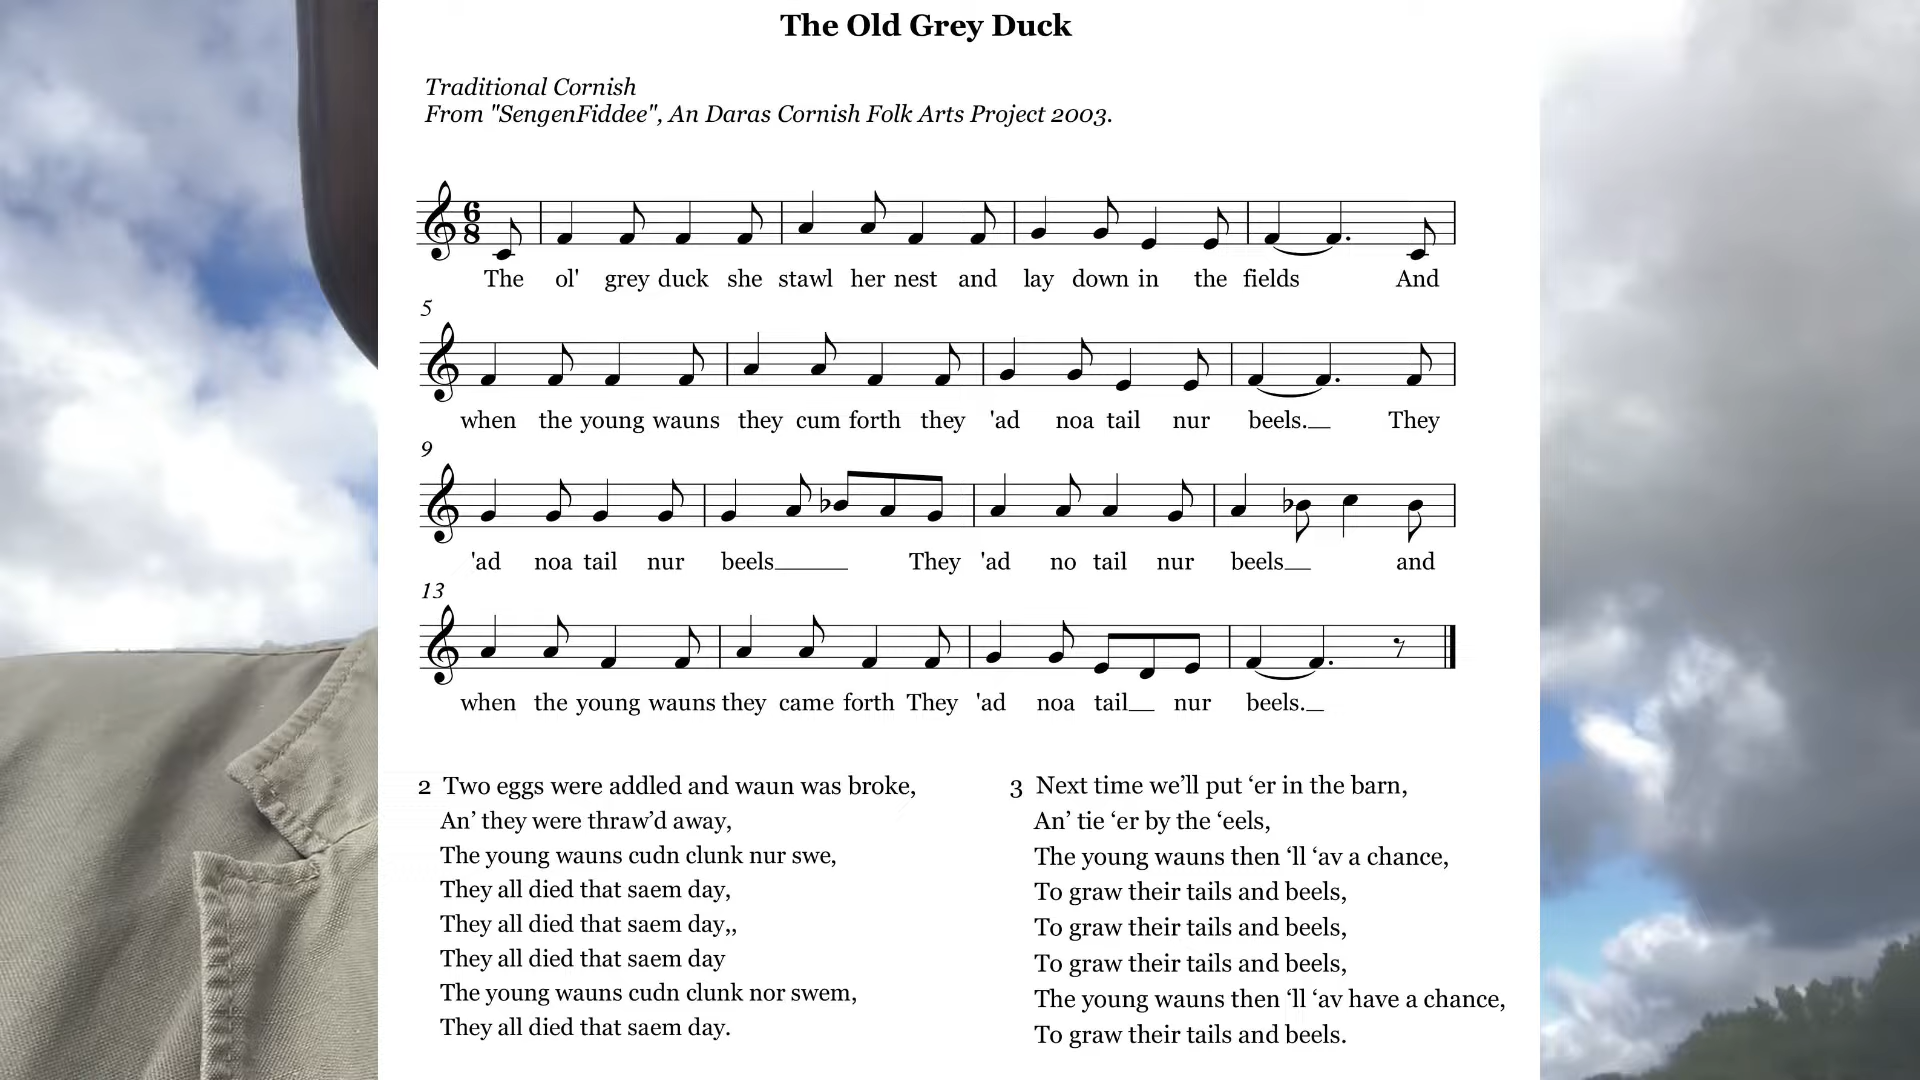 The Old Grey Duck
Traditional Cornish
From "SengenFiddee", An Daras Cornish Folk Arts Project 2003.
6
8
The ol' grey duck she stawl her nest and lay down in the fields And
5
when the young wauns they cum forth they 'ad noa tail nur beels. They
9
'ad noa tail nur beels They 'ad no tail nur beels and
13
when the young wauns they came forth They 'ad noa tail nur beels.
2 Two eggs were addled and waun was broke,
An’ they were thraw’d away,
The young wauns cudn clunk nur swe,
They all died that saem day,
They all died that saem day,,
They all died that saem day
The young wauns cudn clunk nor swem,
They all died that saem day.
3 Next time we’ll put ‘er in the barn,
An’ tie ‘er by the ‘eels,
The young wauns then ‘ll ‘av a chance,
To graw their tails and beels,
To graw their tails and beels,
To graw their tails and beels,
The young wauns then ‘ll ‘av have a chance,
To graw their tails and beels.